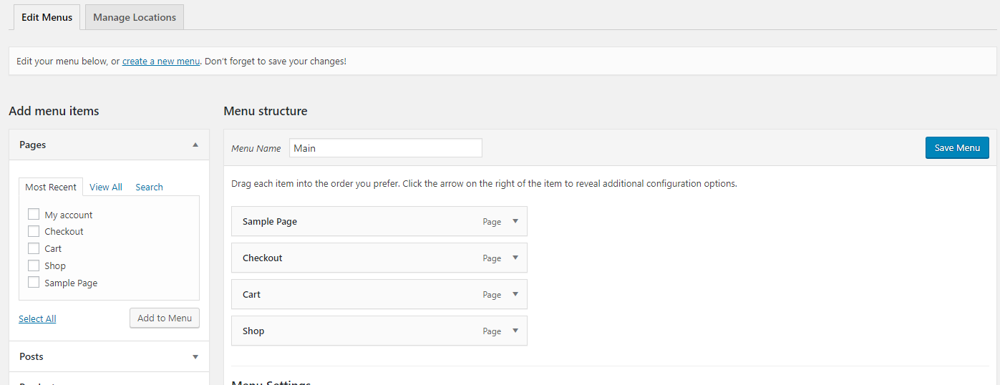 Edit Menus
Manage Locations
Edit your menu below, or create a new menu. Don't forget to save your changes!
Add menu items
Menu structure
Pages
Menu Name
Main
Save Menu
Most Recent
View All
Search
Drag each item into the order you prefer. Click the arrow on the right of the item to reveal additional configuration options.
My account
Checkout
Cart
Shop
Sample Page
Select All
Add to Menu
Posts
Sample Page
Page
Checkout
Page
Cart
Page
Shop
Page
Menu Settings